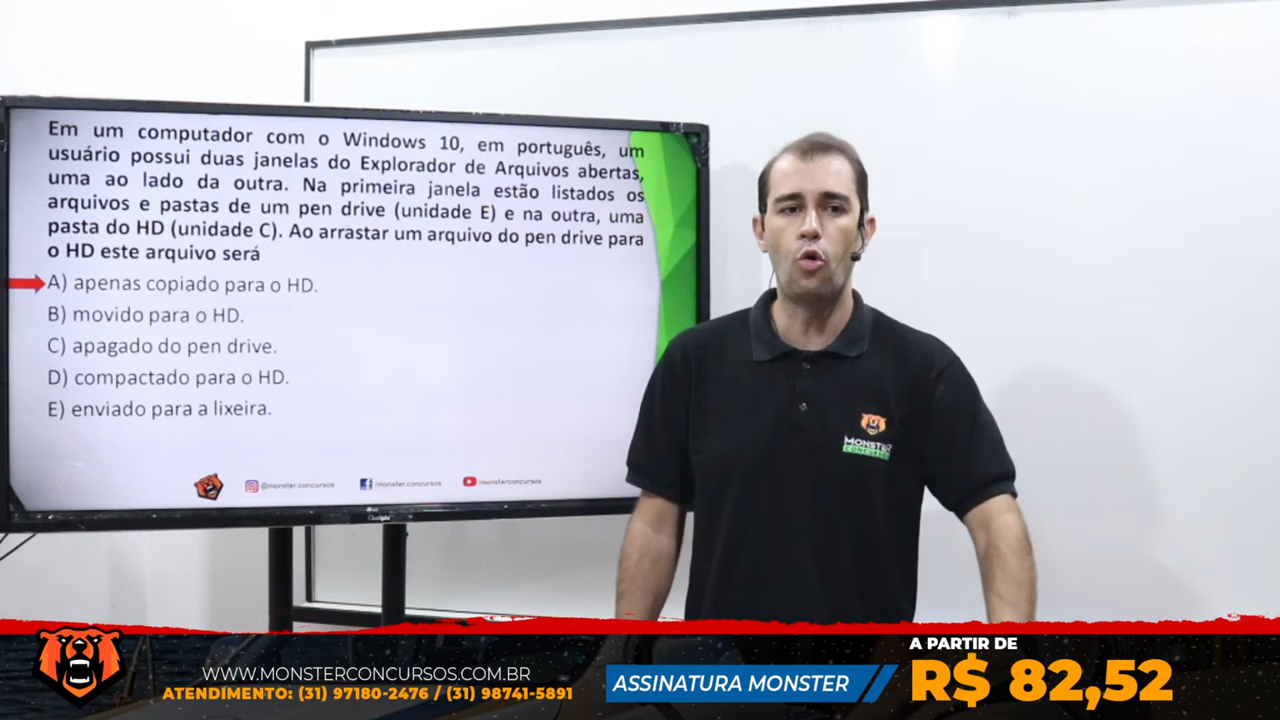 Em um computador com o Windows 10, em português, um
usuário possui duas janelas do Explorador de Arquivos abertas,
uma ao lado da outra. Na primeira janela estão listados os
arquivos e pastas de um pen drive (unidade E) e na outra, uma
pasta do HD (unidade C). Ao arrastar um arquivo do pen drive para
o HD este arquivo será
A) apenas copiado para o HD.
B) movido para o HD.
C) apagado do pen drive.
D) compactado para o HD.
E) enviado para a lixeira.
@monster.concursos
/monster.concursos
/monsterconcursos
LG
MONSTER
CONCURSOS
WWW.MONSTERCONCURSOS.COM.BR
ATENDIMENTO: (31) 97180-2476 / (31) 98741-5891
ASSINATURA MONSTER
A PARTIR DE
R$ 82,52